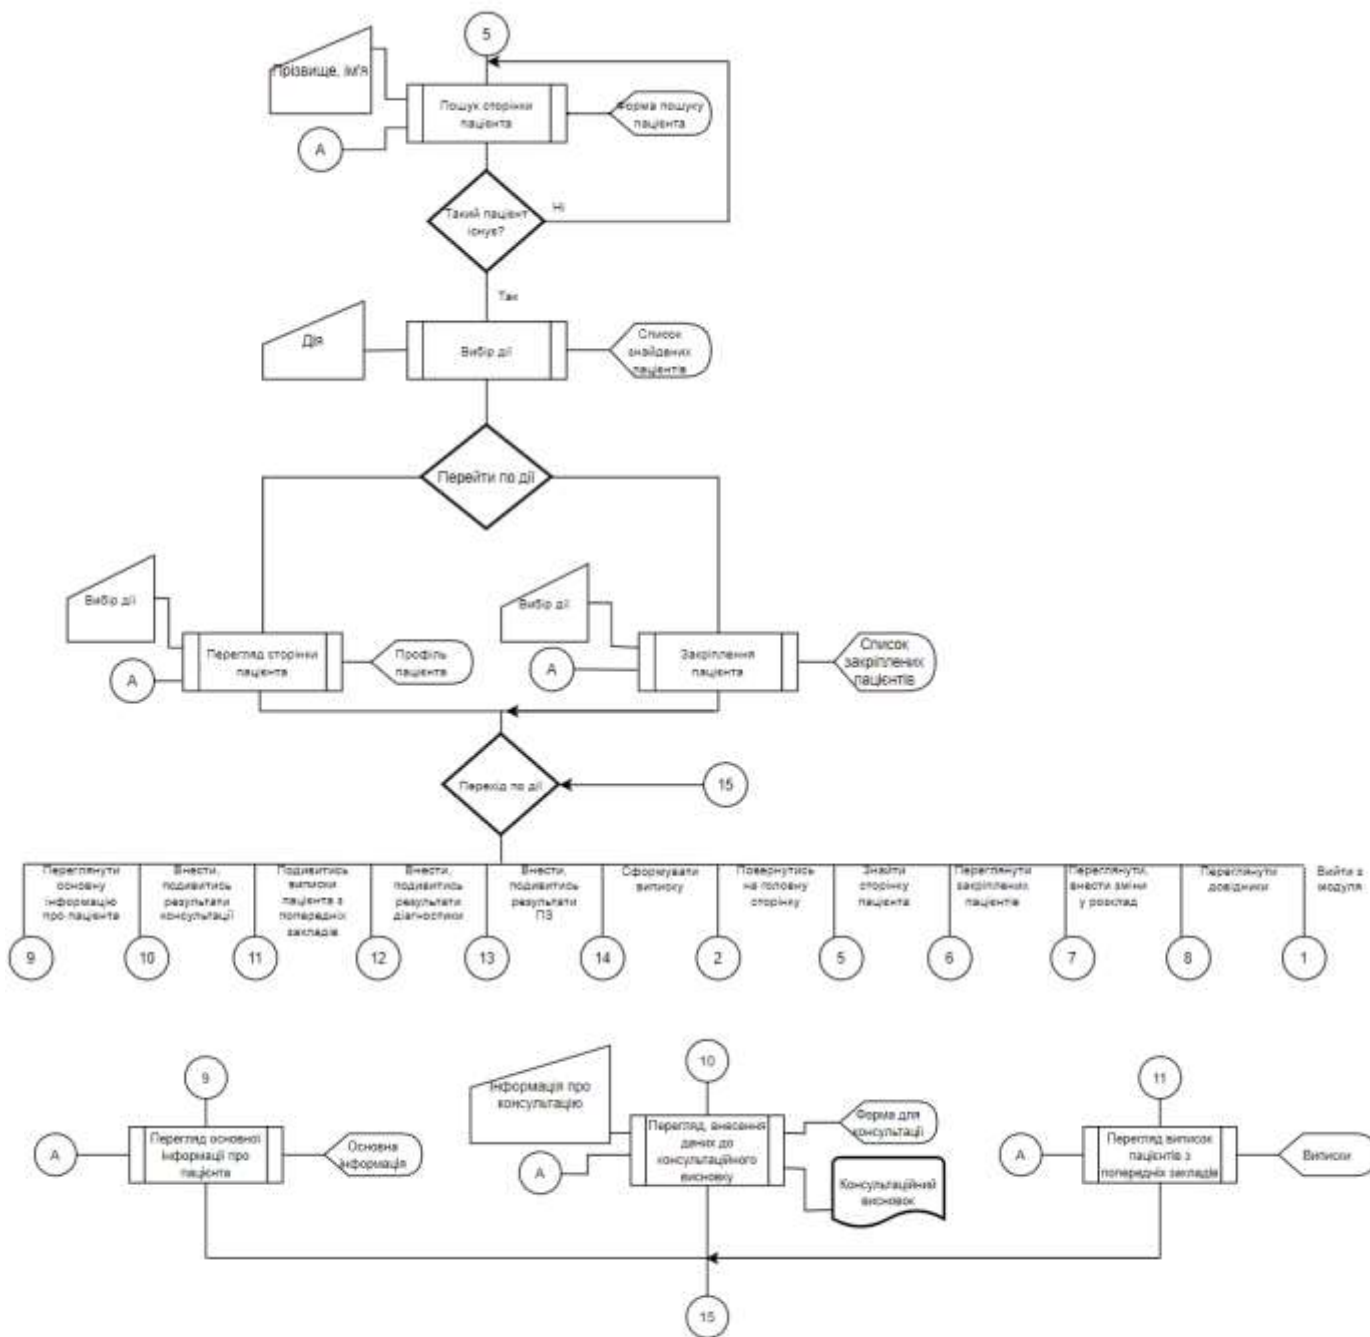 5
Прізвище, ім'я
Пошук сторінки
пацієнта
Форма пошуку
пацієнта
А
Такий пацієнт
існує?
Ні
Так
Дія
Вибір дії
Список
знайдених
пацієнтів
Перейти по дії
Вибір дії
Перегляд сторінки
пацієнта
Профіль
пацієнта
А
Вибір дії
Закріплення
пацієнта
Список
закріплених
пацієнтів
А
Перехід по дії
15
Переглянути
основну
інформацію
про пацієнта
Внести,
подивитись
результати
консультації
Подивитись
виписки
пацієнта з
попередніх
закладів
Внести,
подивитись
результати
діагностики
Внести,
подивитись
результати
ПЗ
Сформувати
виписку
Повернутись
на головну
сторінку
Знайти
сторінку
пацієнта
Переглянути
закріплених
пацієнтів
Переглянути,
внести зміни
у розклад
Переглянути
довідники
Вийти з
модуля
9
10
11
12
13
14
2
5
6
7
8
1
9
А
Перегляд основної
інформації про
пацієнта
Основна
інформація
10
Інформація про
консультацію
А
Перегляд, внесення
даних до
консультаційного
висновку
Форма для
консультації
Консультаційний
висновок
11
А
Перегляд виписок
пацієнтів з
попередніх закладів
Виписки
15